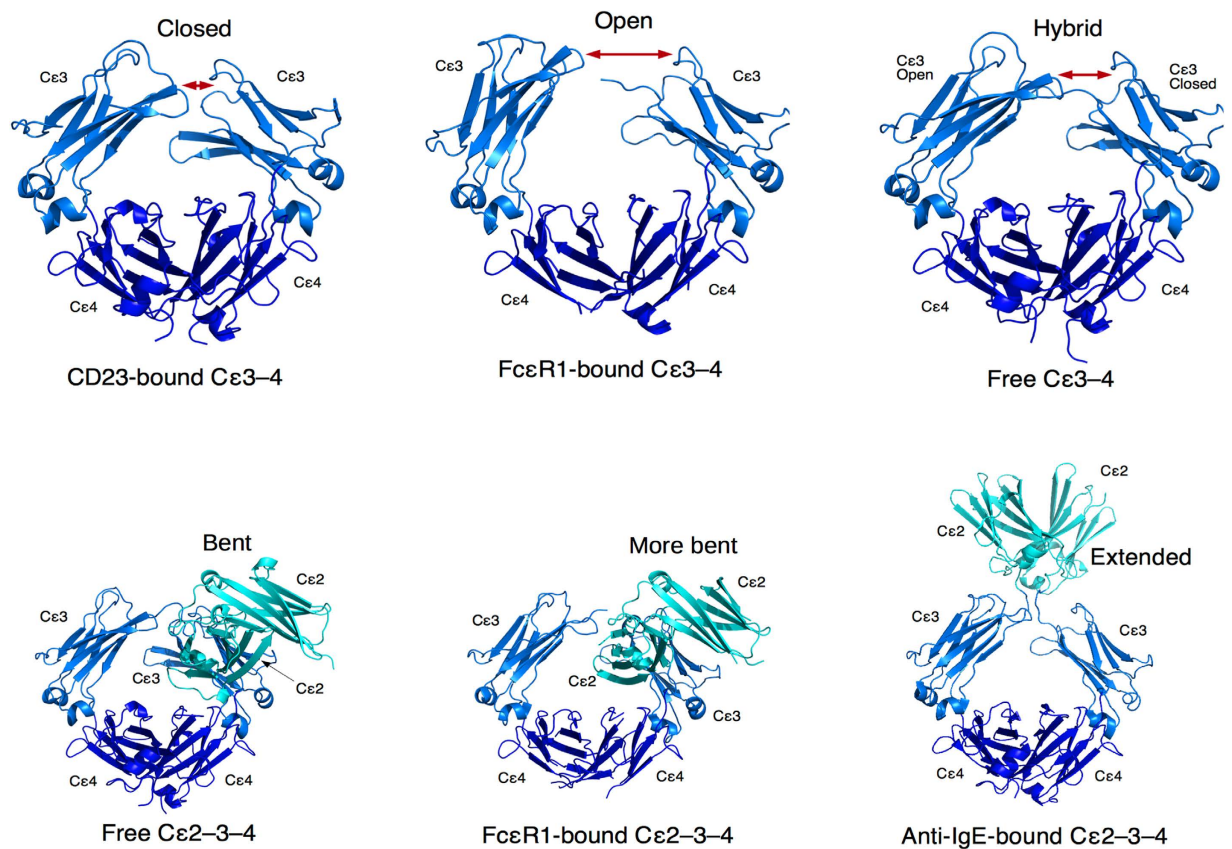 Closed
Cε3
Cε3
Cε4
Cε4
CD23-bound Cε3–4
Open
Cε3
Cε3
Cε4
Cε4
FcεR1-bound Cε3–4
Hybrid
Cε3
Open
Cε3
Closed
Cε4
Cε4
Free Cε3–4
Bent
Cε2
Cε3
Cε3
Cε2
Cε4
Cε4
Free Cε2–3–4
More bent
Cε2
Cε3
Cε2
Cε3
Cε4
Cε4
FcεR1-bound Cε2–3–4
Cε2
Cε2
Extended
Cε3
Cε3
Cε4
Cε4
Anti-IgE-bound Cε2–3–4